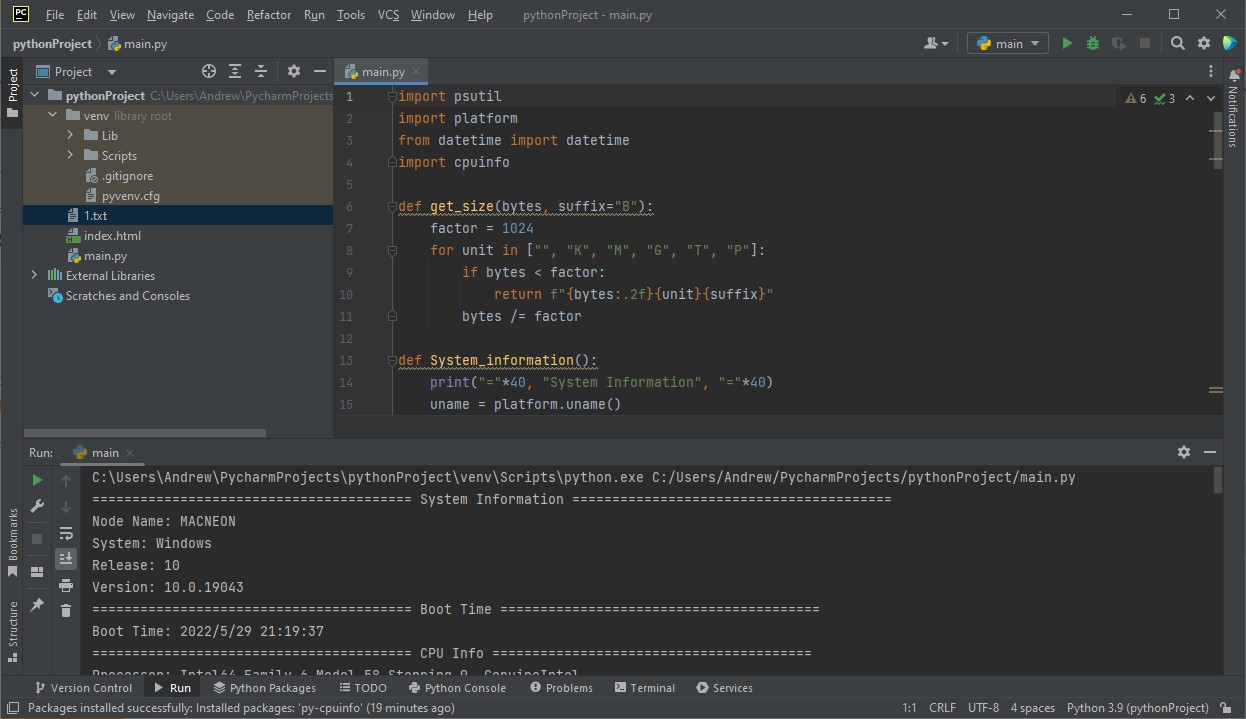 PC File Edit View Navigate Code Refactor Run Tools VCS Window Help pythonProject - main.py
pythonProject main.py main
Project Project main.py
pythonProject C:\Users\Andrew\PycharmProjects
venv library root
Lib
Scripts
.gitignore
pyvenv.cfg
1.txt
index.html
main.py
External Libraries
Scratches and Consoles
6 3
Notifications
1 import psutil
2 import platform
3 from datetime import datetime
4 import cpuinfo
5
6 def get_size(bytes, suffix="B"):
7 factor = 1024
8 for unit in ["", "K", "M", "G", "T", "P"]:
9 if bytes < factor:
10 return f"{bytes:.2f}{unit}{suffix}"
11 bytes /= factor
12
13 def System_information():
14 print("="*40, "System Information", "="*40)
15 uname = platform.uname()
Run: main
C:\Users\Andrew\PycharmProjects\pythonProject\venv\Scripts\python.exe C:/Users/Andrew/PycharmProjects/pythonProject/main.py
======================================== System Information ========================================
Node Name: MACNEON
System: Windows
Release: 10
Version: 10.0.19043
======================================== Boot Time ========================================
Boot Time: 2022/5/29 21:19:37
======================================== CPU Info ========================================
Processor: Intel64 Family 6 Model 58 Stepping 9, GenuineIntel
Bookmarks
Structure
Version Control Run Python Packages TODO Python Console Problems Terminal Services
Packages installed successfully: Installed packages: 'py-cpuinfo' (19 minutes ago) 1:1 CRLF UTF-8 4 spaces Python 3.9 (pythonProject)